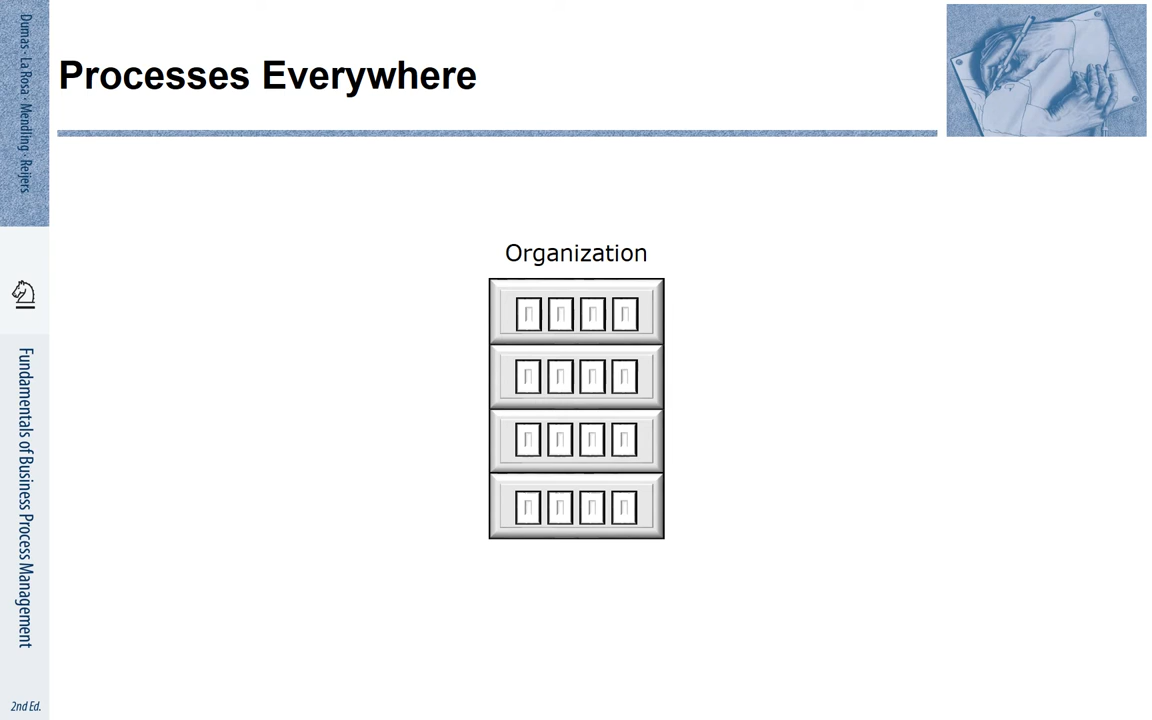 Dumas · La Rosa · Mendling · Reijers
Processes Everywhere
Organization
Fundamentals of Business Process Management
2nd Ed.